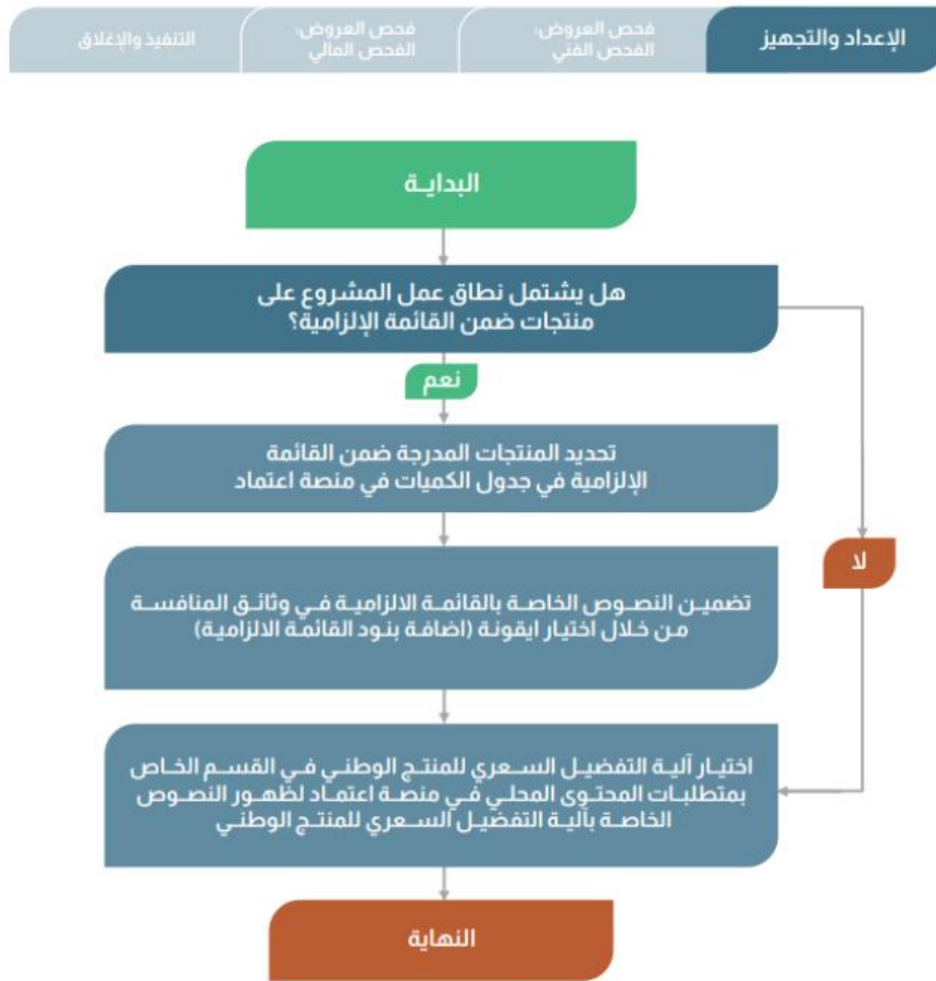 الإعداد والتجهيز
فحص العروض:
الفحص الفني
فحص العروض:
الفحص المالي
التنفيذ والإغلاق
البدايـة
هل يشتمل نطاق عمل المشروع على
منتجات ضمن القائمة الإلزامية؟
نعم
تحديد المنتجات المدرجة ضمن القائمة
الإلزامية في جدول الكميات في منصة اعتماد
لا
تضميـن النصـوص الخاصـة بالقائمـة الالزاميـة فـي وثائـق المنافسـة
مـن خـلال اختيـار ايقونـة (اضافـة بنـود القائمـة الالزاميـة)
اختيـار آليـة التفضيـل السـعري للمنتـج الوطنـي فـي القسـم الخـاص
بمتطلبـات المحتـوى المحلـي فـي منصـة اعتمـاد لظهـور النصـوص
الخاصـة بآليـة التفضيـل السـعري للمنتـج الوطنـي
النهاية